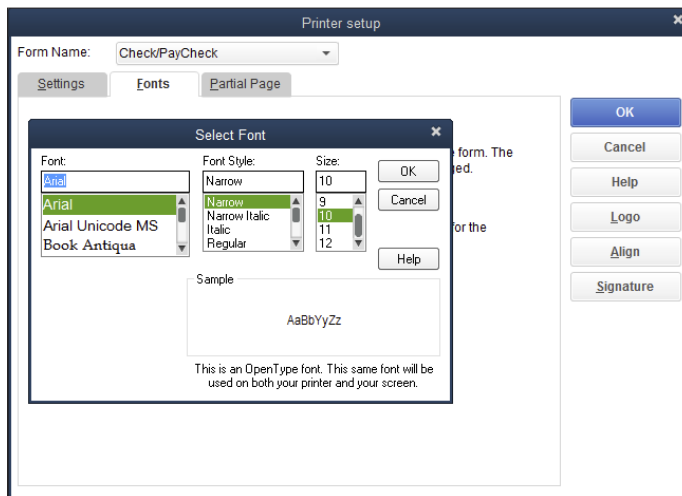 Printer setup
Form Name: Check/PayCheck
Settings Fonts Partial Page
OK
Cancel
Help
Logo
Align
Signature
form. The
ged.
for the
Select Font
Font: Font Style: Size:
Arial Narrow 10
Arial Narrow 9
Arial Unicode MS Narrow Italic 10
Book Antiqua Italic 11
Regular 12
OK
Cancel
Help
Sample
AaBbYyZz
This is an OpenType font. This same font will be
used on both your printer and your screen.